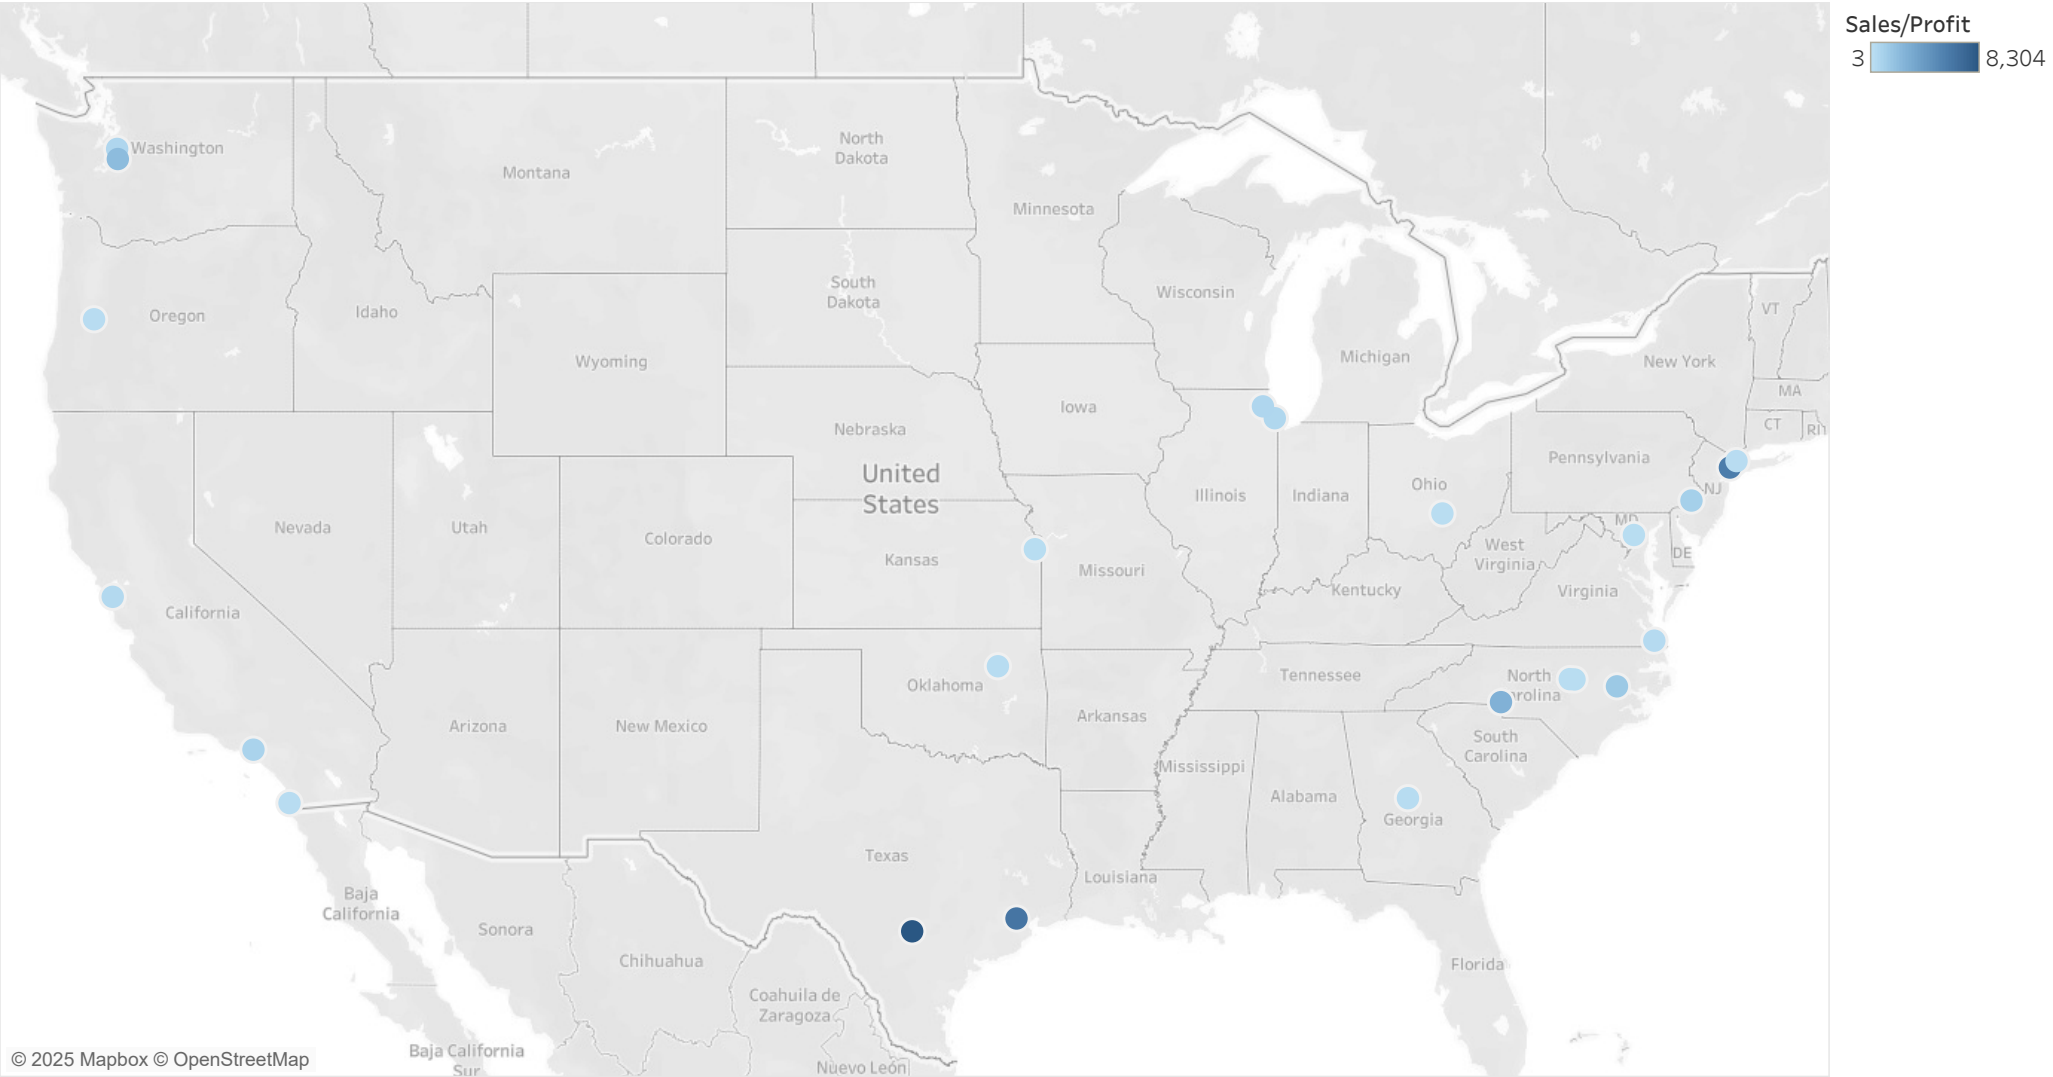 Sales/Profit
3 8,304
Washington
Montana
North
Dakota
Minnesota
Oregon
Idaho
South
Dakota
Wisconsin
VT
Wyoming
Michigan
New York
MA
Iowa
Nebraska
CT
RI
United
States
Pennsylvania
Ohio
NJ
Illinois
Indiana
Nevada
Utah
Colorado
Kansas
Missouri
MD
DE
West
Virginia
California
Kentucky
Virginia
Oklahoma
Tennessee
North
rolina
Arizona
New Mexico
Arkansas
South
Carolina
Mississippi
Alabama
Georgia
Texas
Louisiana
Baja
California
Sonora
Chihuahua
Florida
Coahuila de
Zaragoza
Baja California
Sur
Nuevo León
© 2025 Mapbox © OpenStreetMap